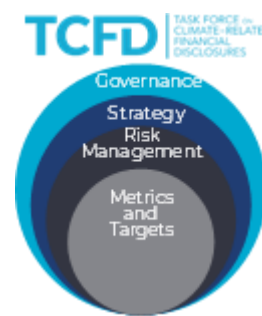 TCFD
TASK FORCE ON
CLIMATE-RELATE
FINANCIAL
DISCLOSURES
Governance
Strategy
Risk
Management
Metrics
and
Targets